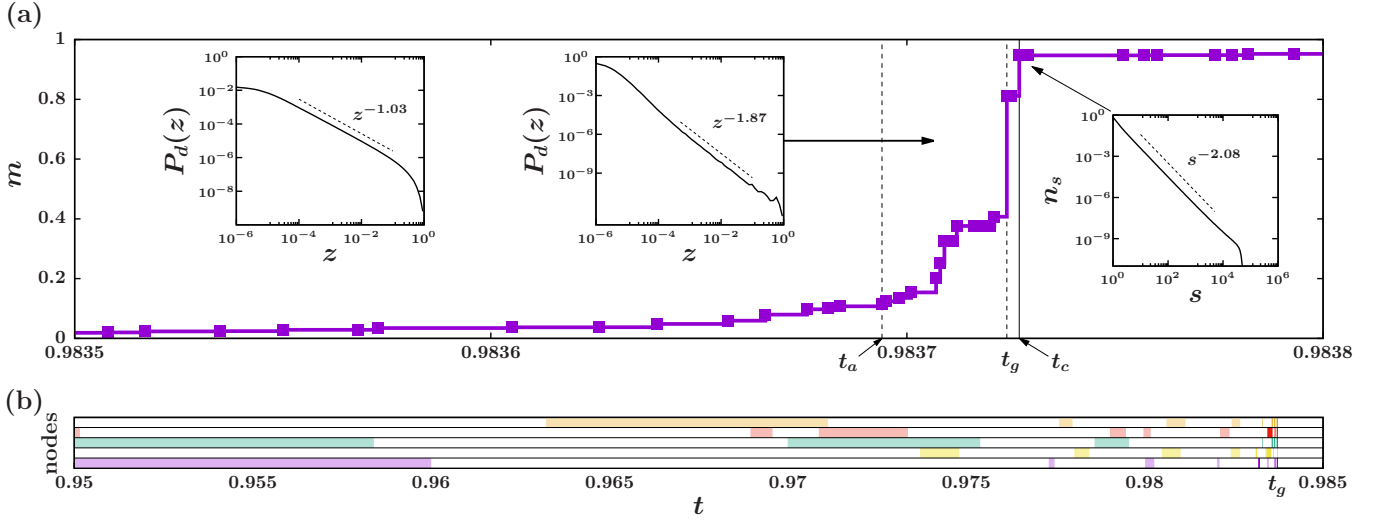 (a)
1
0.8
0.6
0.4
0.2
0
m
0.9835
0.9836
0.9837
0.9838
t_a
t_g
t_c
10^0
10^−2
10^−4
10^−6
10^−8
P_d(z)
z^−1.03
10^−6
10^−4
10^−2
10^0
z
10^0
10^−3
10^−6
10^−9
P_d(z)
z^−1.87
10^−6
10^−4
10^−2
10^0
z
10^0
10^−3
10^−6
10^−9
n_s
s^−2.08
10^0
10^2
10^4
10^6
s
(b)
nodes
0.95
0.955
0.96
0.965
0.97
0.975
0.98
t_g
0.985
t